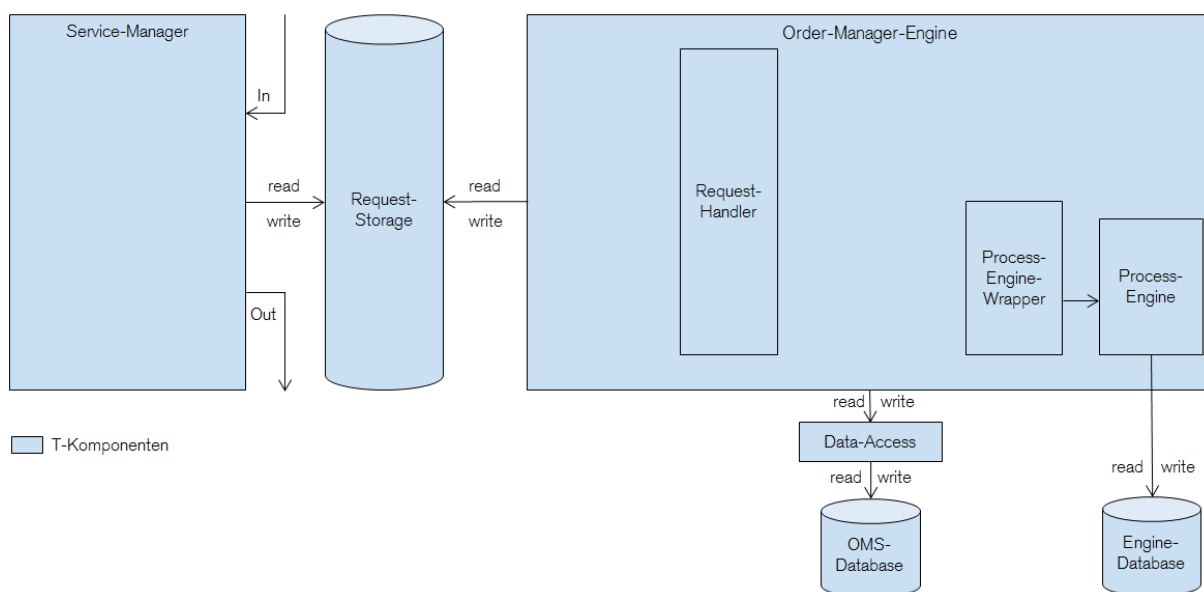 Service-Manager
Order-Manager-Engine
In
read
write
Request-
Storage
read
write
Request-
Handler
Process-
Engine-
Wrapper
Process-
Engine
Out
read write
T-Komponenten
Data-Access
read write
read write
OMS-
Database
Engine-
Database